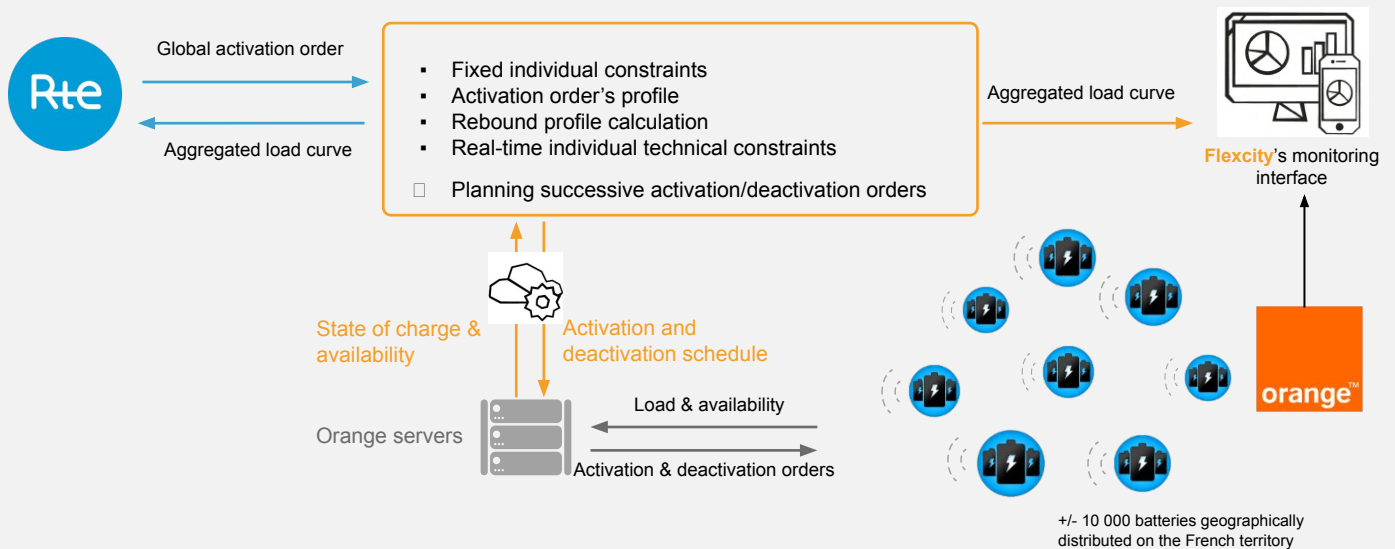 Rte
Global activation order
Aggregated load curve
▪ Fixed individual constraints
▪ Activation order's profile
▪ Rebound profile calculation
▪ Real-time individual technical constraints
□ Planning successive activation/deactivation orders
Aggregated load curve
Flexcity's monitoring
interface
State of charge &
availability
Activation and
deactivation schedule
Orange servers
Load & availability
Activation & deactivation orders
orange™
+/- 10 000 batteries geographically
distributed on the French territory